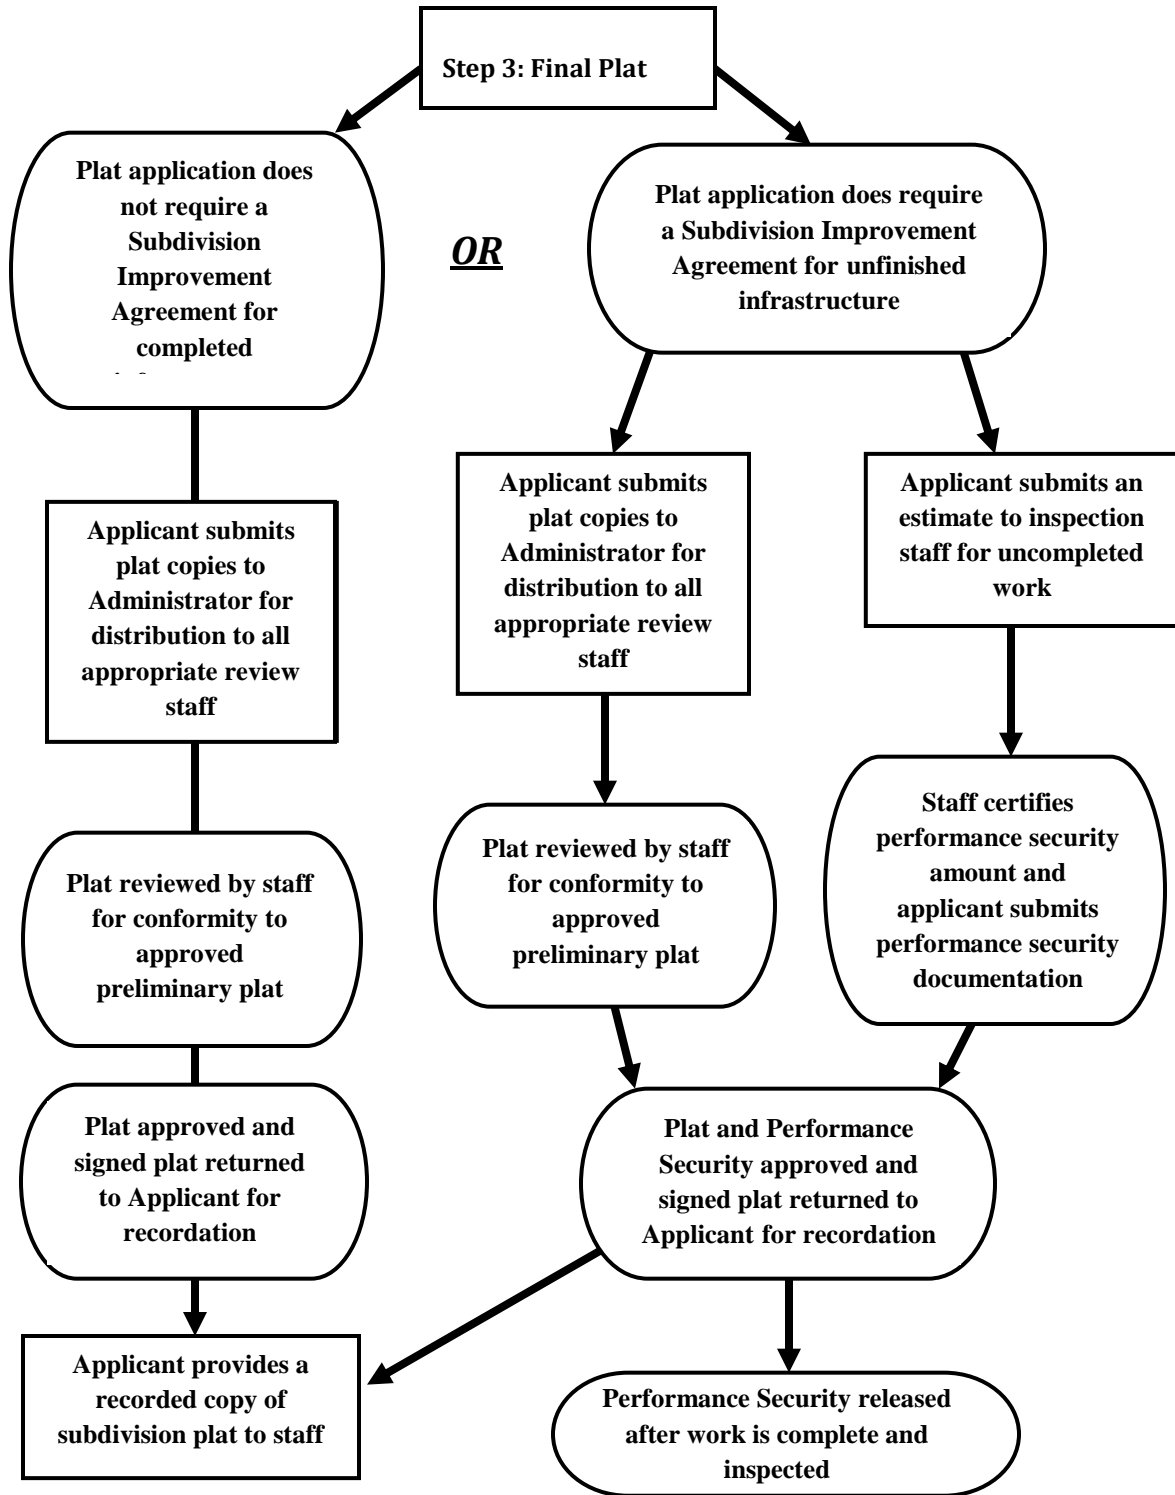 Step 3: Final Plat
Plat application does
not require a
Subdivision
Improvement
Agreement for
completed
OR
Plat application does require
a Subdivision Improvement
Agreement for unfinished
infrastructure
Applicant submits
plat copies to
Administrator for
distribution to all
appropriate review
staff
Applicant submits
plat copies to
Administrator for
distribution to all
appropriate review
staff
Applicant submits an
estimate to inspection
staff for uncompleted
work
Plat reviewed by staff
for conformity to
approved
preliminary plat
Plat reviewed by staff
for conformity to
approved
preliminary plat
Staff certifies
performance security
amount and
applicant submits
performance security
documentation
Plat approved and
signed plat returned
to Applicant for
recordation
Plat and Performance
Security approved and
signed plat returned to
Applicant for recordation
Applicant provides a
recorded copy of
subdivision plat to staff
Performance Security released
after work is complete and
inspected